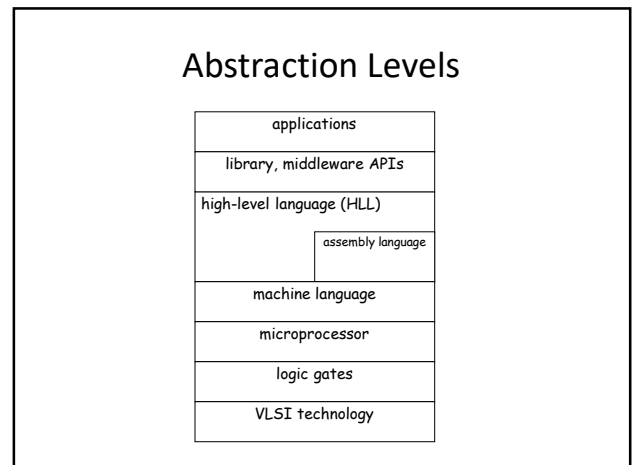 Abstraction Levels
applications
library, middleware APIs
high-level language (HLL)
assembly language
machine language
microprocessor
logic gates
VLSI technology